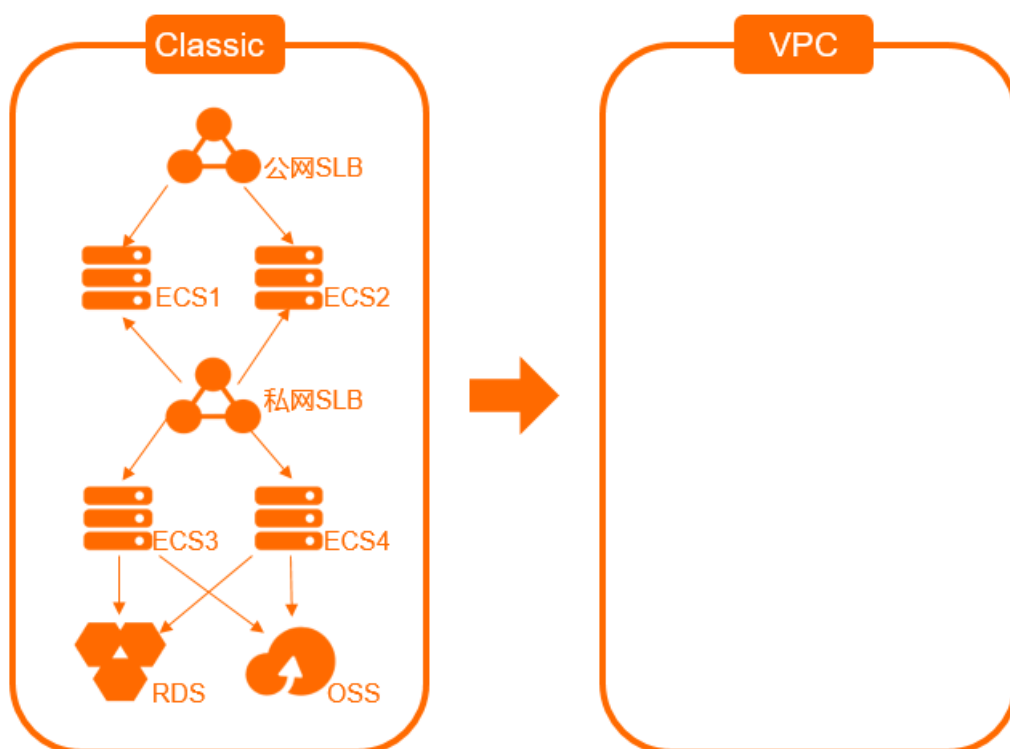 Classic
VPC
公网SLB
ECS1
ECS2
私网SLB
ECS3
ECS4
RDS
OSS